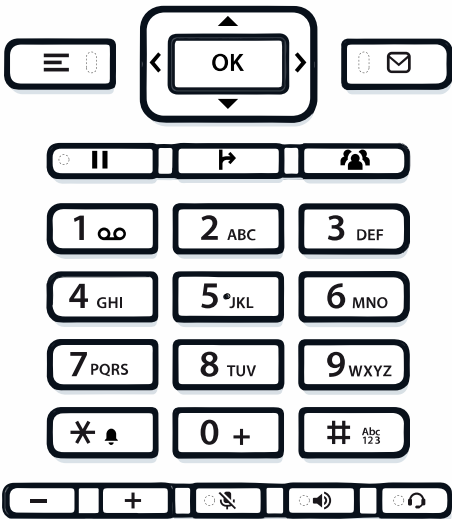 OK
1 2 ABC 3 DEF
4 GHI 5 JKL 6 MNO
7 PQRS 8 TUV 9 WXYZ
* 0 + # Abc
123
− +